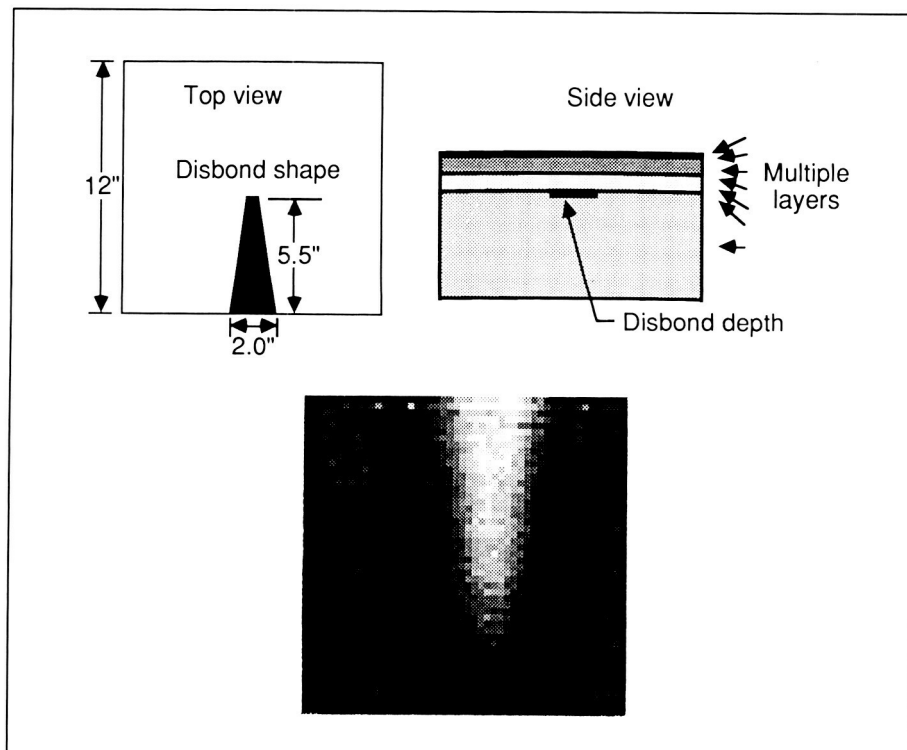 Top view
Side view
12"
Disbond shape
5.5"
2.0"
Multiple
layers
Disbond depth